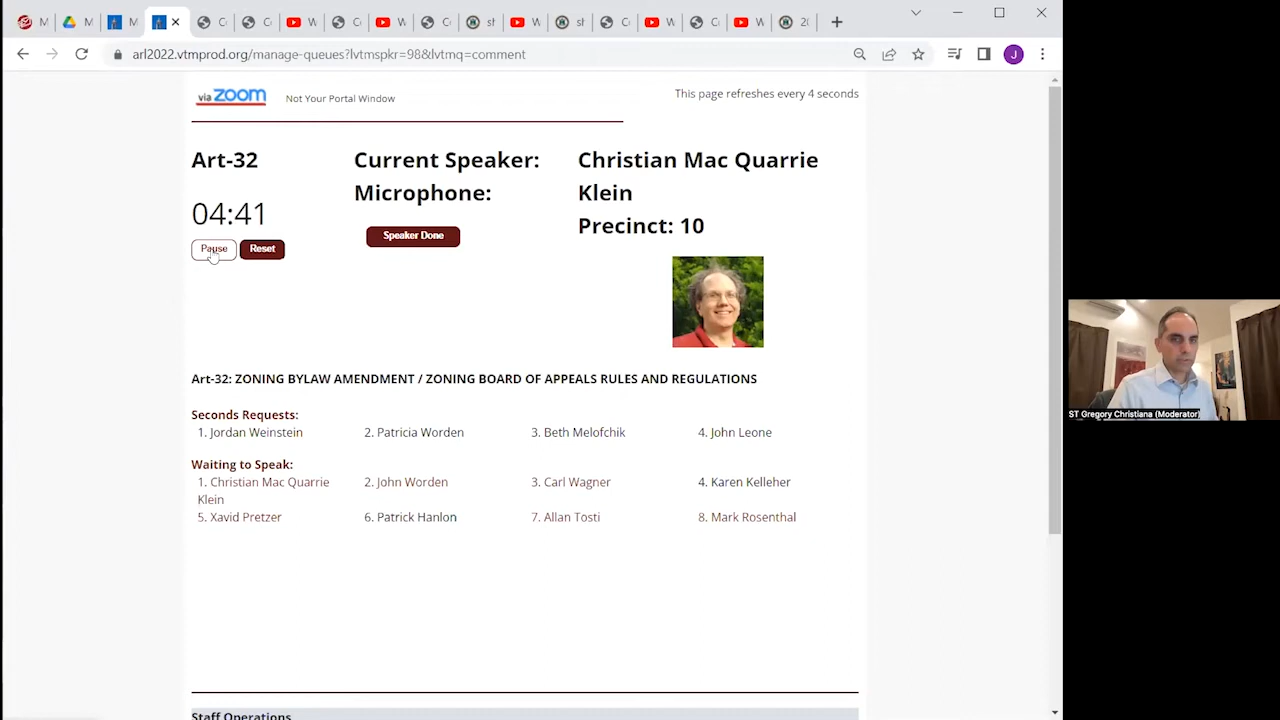 M
M
M
C
C
W
C
W
C
st
W
st
C
W
C
W
20
arl2022.vtmprod.org/manage-queues?lvtmspkr=98&lvtmq=comment
J
via zoom
Not Your Portal Window
This page refreshes every 4 seconds
Art-32
Current Speaker:
Christian Mac Quarrie
Microphone:
Klein
04:41
Precinct: 10
Pause
Reset
Speaker Done
Art-32: ZONING BYLAW AMENDMENT / ZONING BOARD OF APPEALS RULES AND REGULATIONS
Seconds Requests:
1. Jordan Weinstein
2. Patricia Worden
3. Beth Melofchik
4. John Leone
Waiting to Speak:
1. Christian Mac Quarrie
Klein
2. John Worden
3. Carl Wagner
4. Karen Kelleher
5. Xavid Pretzer
6. Patrick Hanlon
7. Allan Tosti
8. Mark Rosenthal
Staff Operations
ST Gregory Christiana (Moderator)